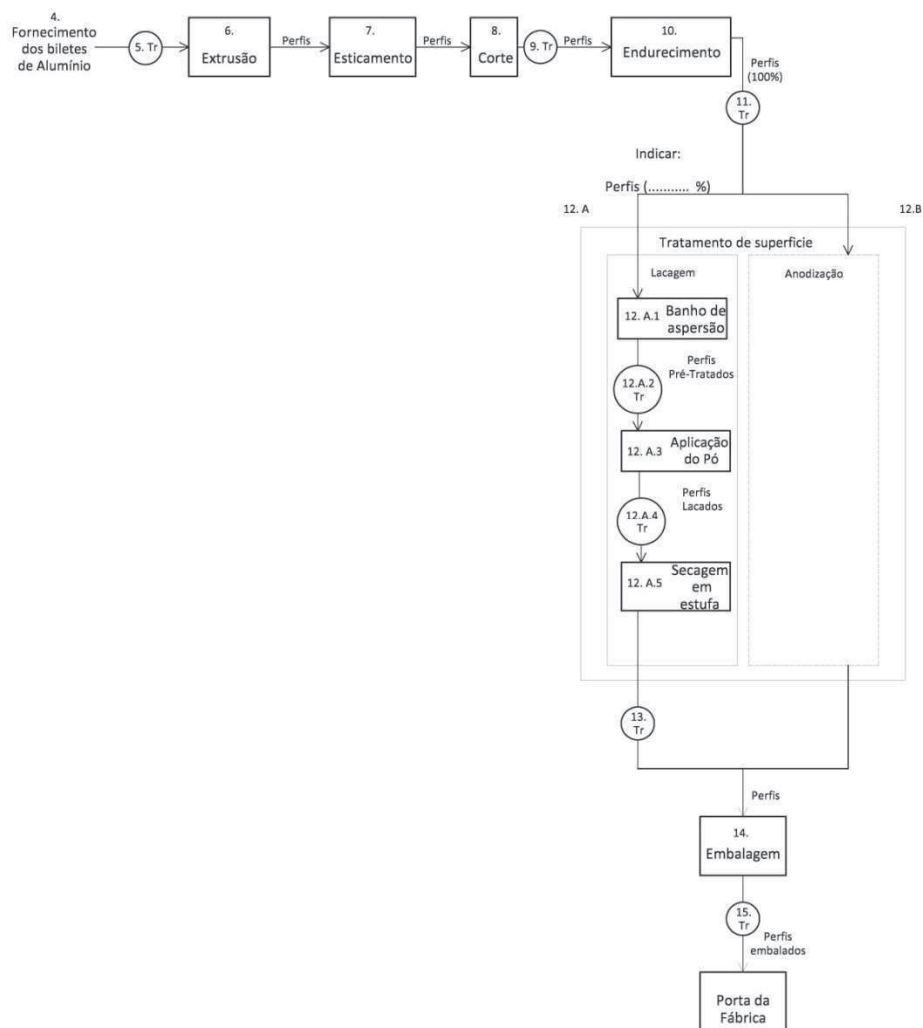 4.
Fornecimento
dos biletes
de Alumínio
5. Tr
6.
Extrusão
Perfis
7.
Esticamento
Perfis
8.
Corte
9. Tr
Perfis
10.
Endurecimento
Perfis
(100%)
11.
Tr
Indicar:
Perfis (........... %)
12. A
12.B
Tratamento de superficie
Lacagem
Anodização
12. A.1
Banho de
aspersão
Perfis
Pré-Tratados
12.A.2
Tr
12. A.3
Aplicação
do Pó
Perfis
Lacados
12.A.4
Tr
12. A.5
Secagem
em
estufa
13.
Tr
Perfis
14.
Embalagem
15.
Tr
Perfis
embalados
Porta da
Fábrica